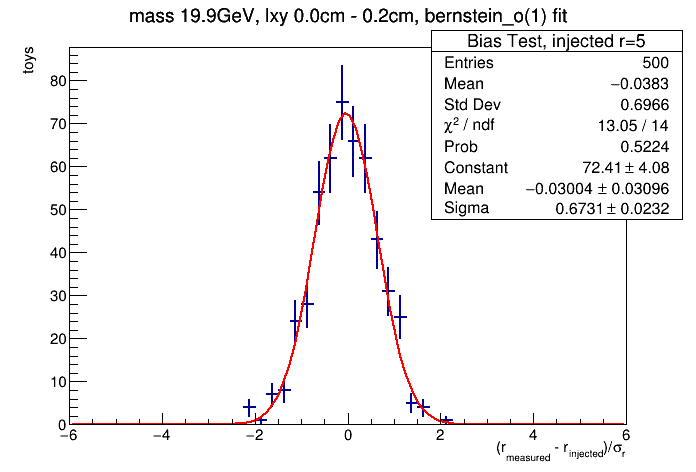 mass 19.9GeV, lxy 0.0cm - 0.2cm, bernstein_o(1) fit
Bias Test, injected r=5
Entries 500
Mean −0.0383
Std Dev 0.6966
χ² / ndf 13.05 / 14
Prob 0.5224
Constant 72.41 ± 4.08
Mean −0.03004 ± 0.03096
Sigma 0.6731 ± 0.0232
toys
80
70
60
50
40
30
20
10
0
−6 −4 −2 0 2 4 6
(r_measured - r_injected)/σ_r